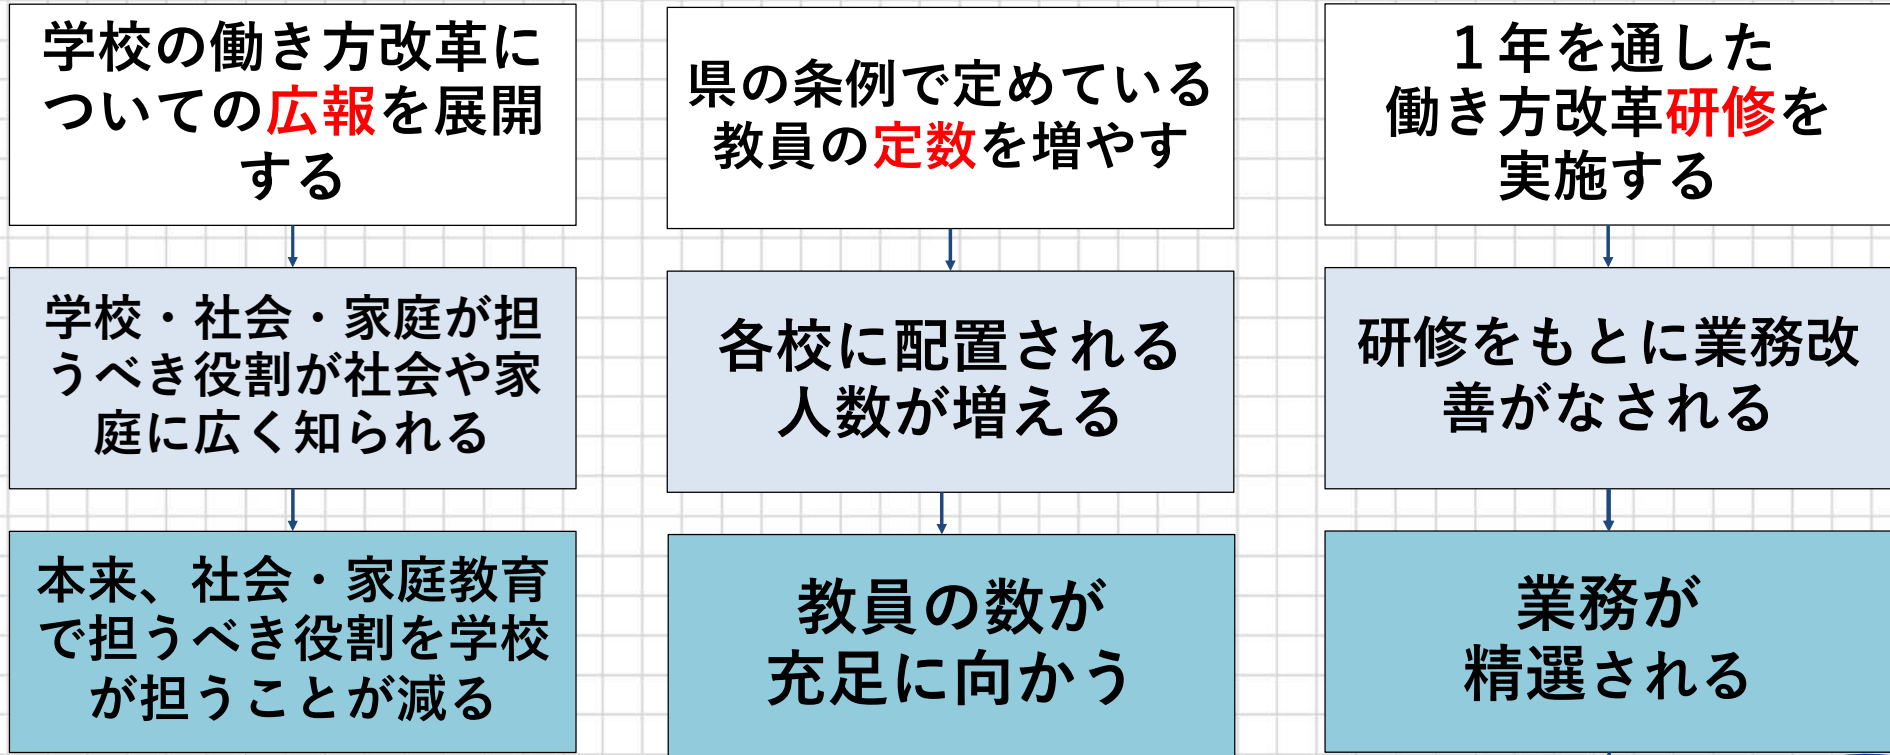 学校の働き方改革に
ついての広報を展開
する
学校・社会・家庭が担
うべき役割が社会や家
庭に広く知られる
本来、社会・家庭教育
で担うべき役割を学校
が担うことが減る
県の条例で定めている
教員の定数を増やす
各校に配置される
人数が増える
教員の数が
充足に向かう
１年を通した
働き方改革研修を
実施する
研修をもとに業務改
善がなされる
業務が
精選される